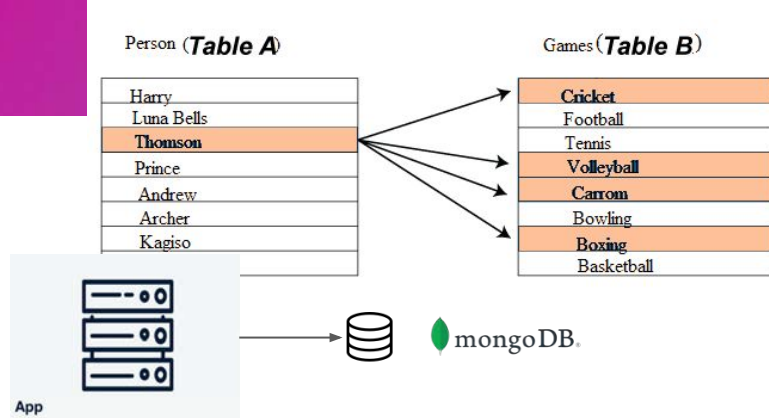 Person (Table A)
Games(Table B)
Harry
Luna Bells
Thomson
Prince
Andrew
Archer
Kagiso
Cricket
Football
Tennis
Volleyball
Carrom
Bowling
Boxing
Basketball
mongoDB.
App